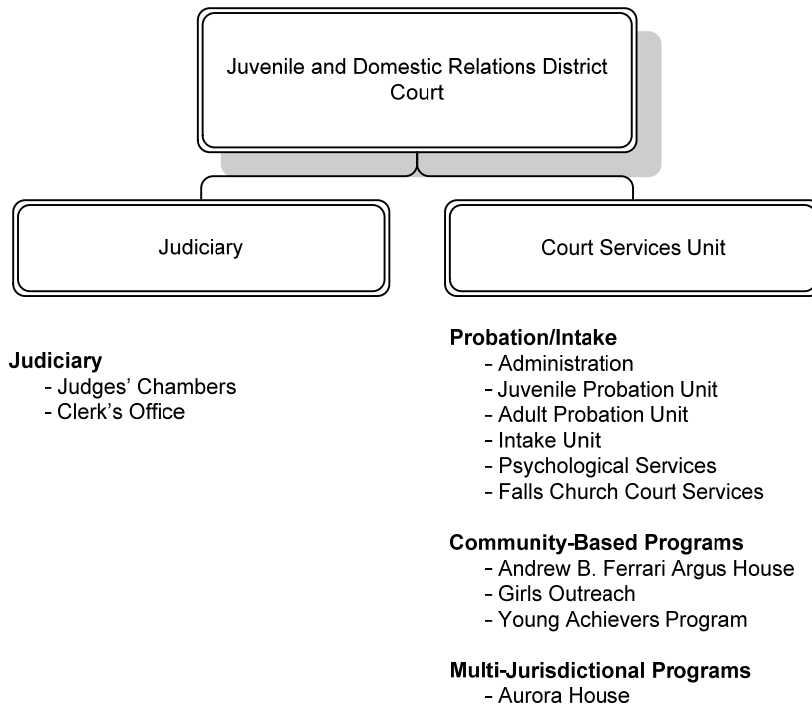 Juvenile and Domestic Relations District
Court
Judiciary
Court Services Unit
Judiciary
- Judges’ Chambers
- Clerk’s Office
Probation/Intake
- Administration
- Juvenile Probation Unit
- Adult Probation Unit
- Intake Unit
- Psychological Services
- Falls Church Court Services
Community-Based Programs
- Andrew B. Ferrari Argus House
- Girls Outreach
- Young Achievers Program
Multi-Jurisdictional Programs
- Aurora House